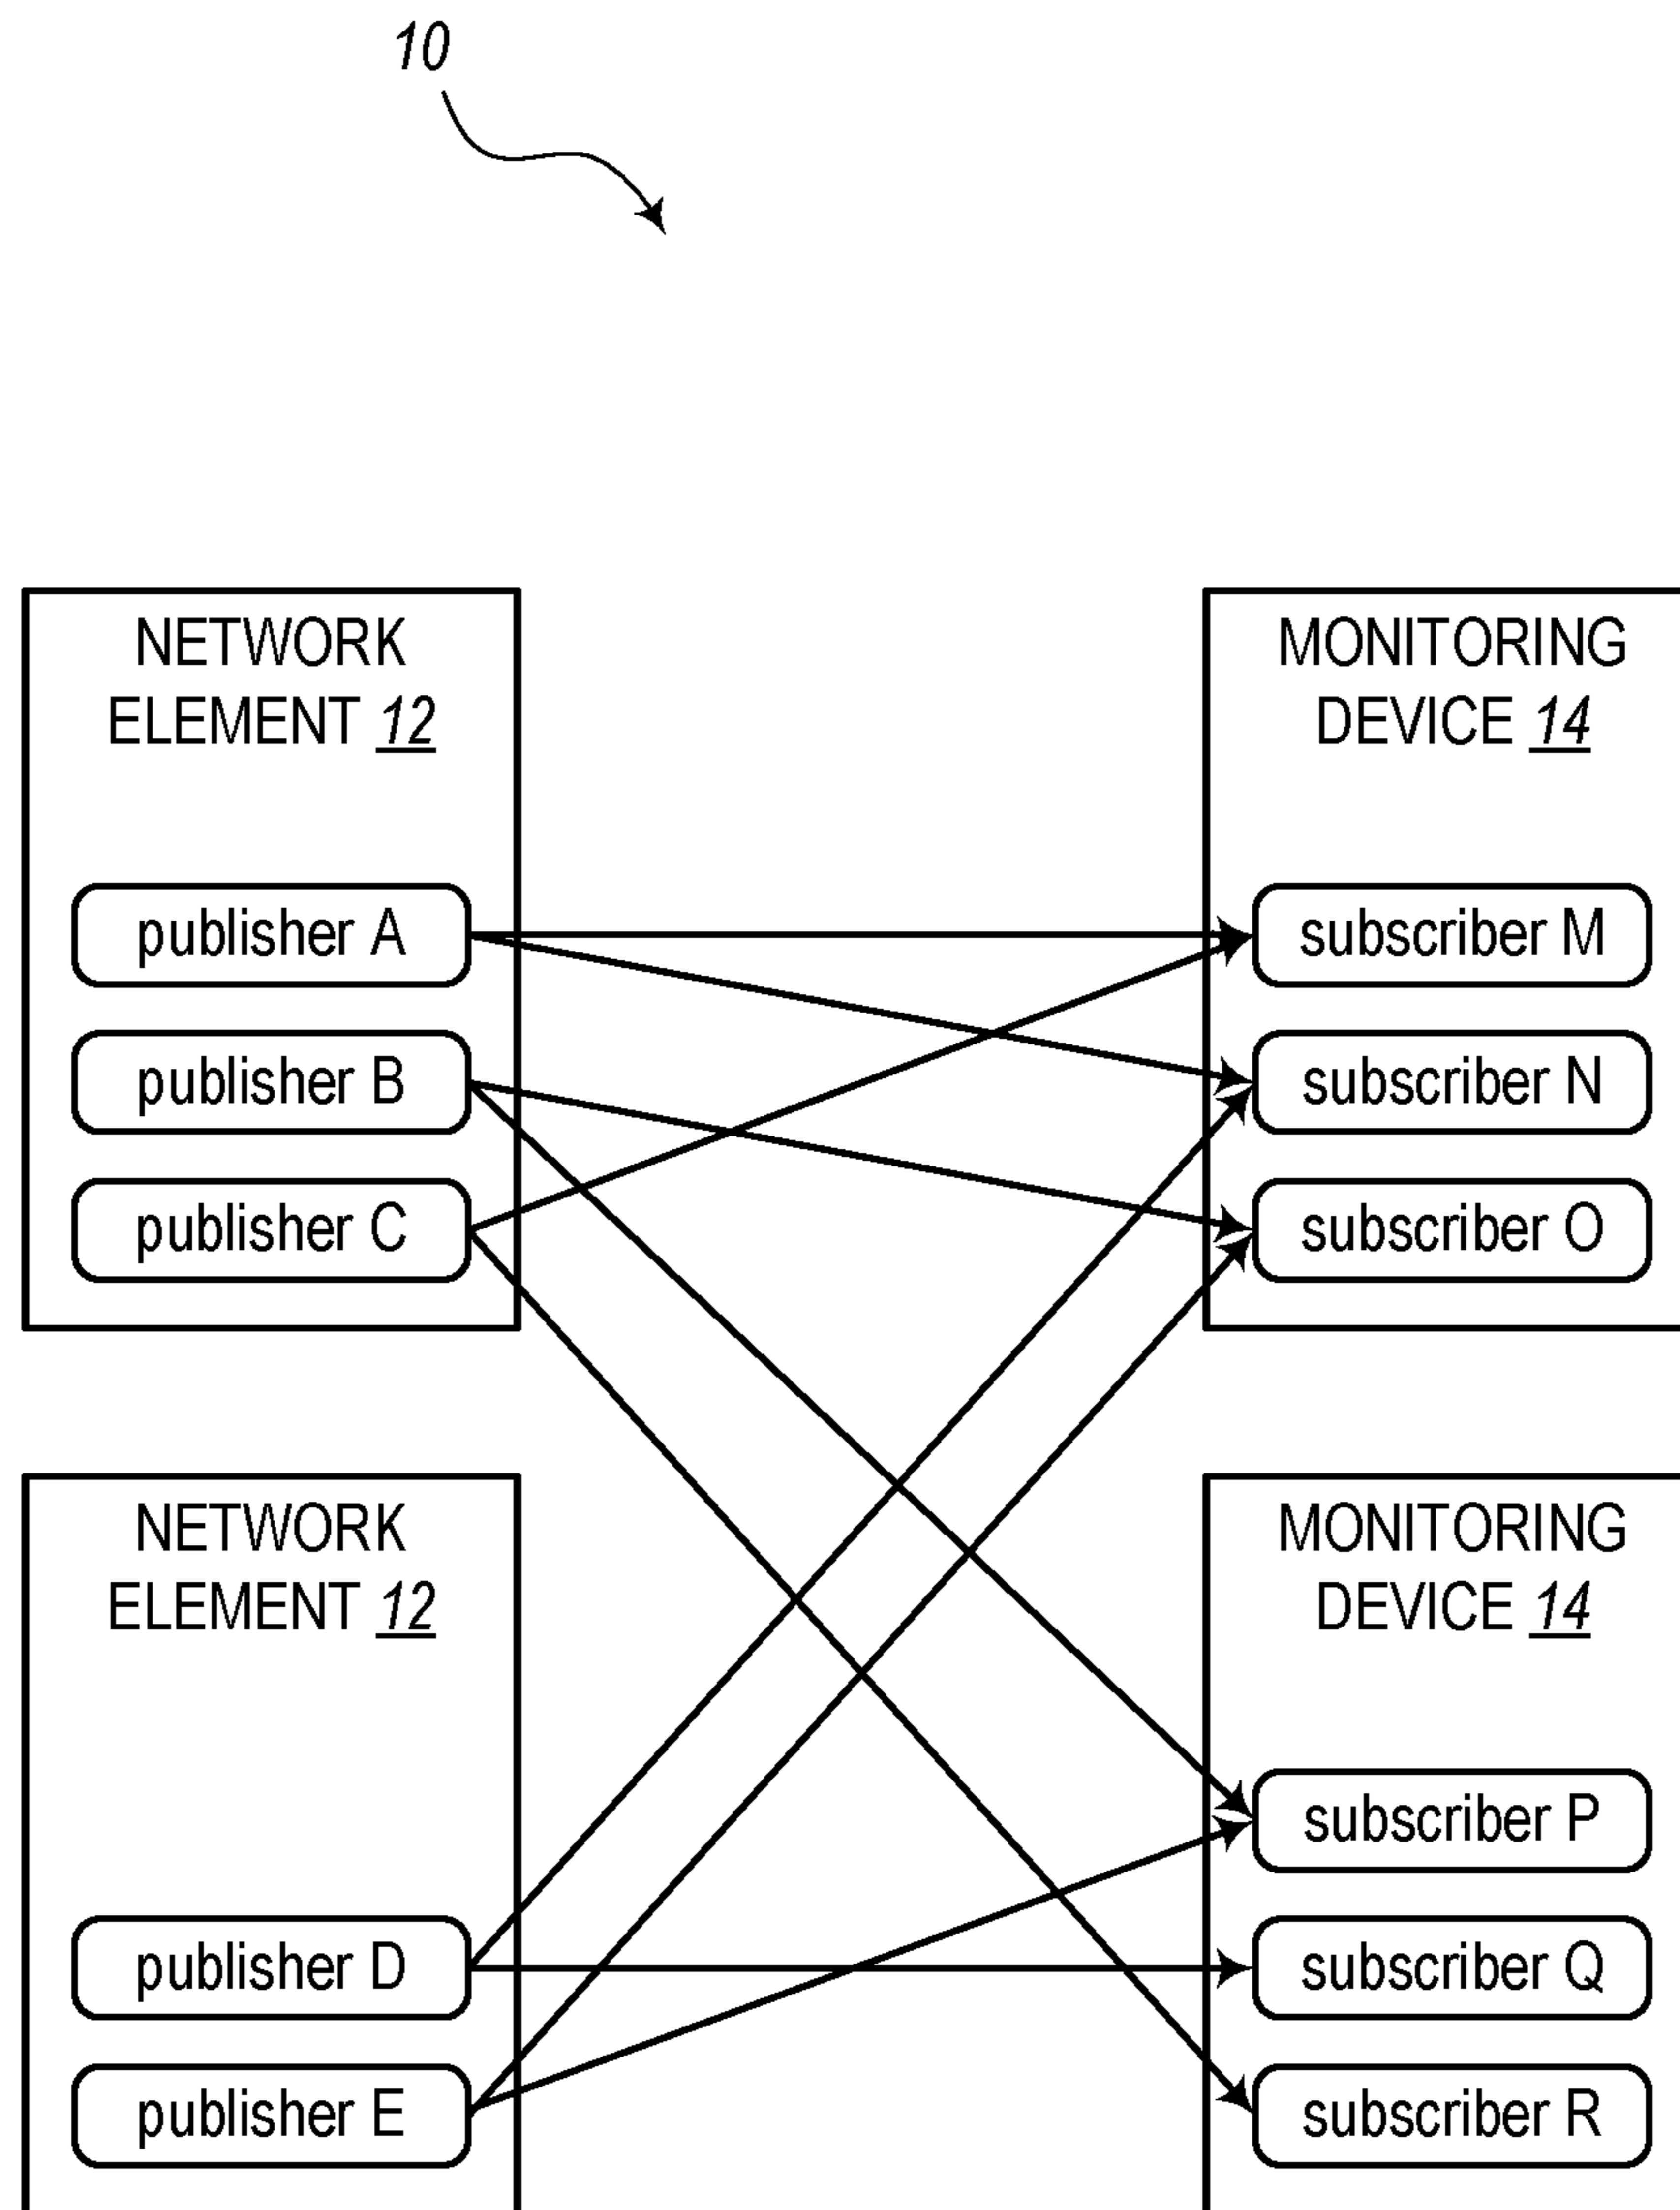 10
NETWORK
ELEMENT 12
publisher A
publisher B
publisher C
MONITORING
DEVICE 14
subscriber M
subscriber N
subscriber O
NETWORK
ELEMENT 12
publisher D
publisher E
MONITORING
DEVICE 14
subscriber P
subscriber Q
subscriber R